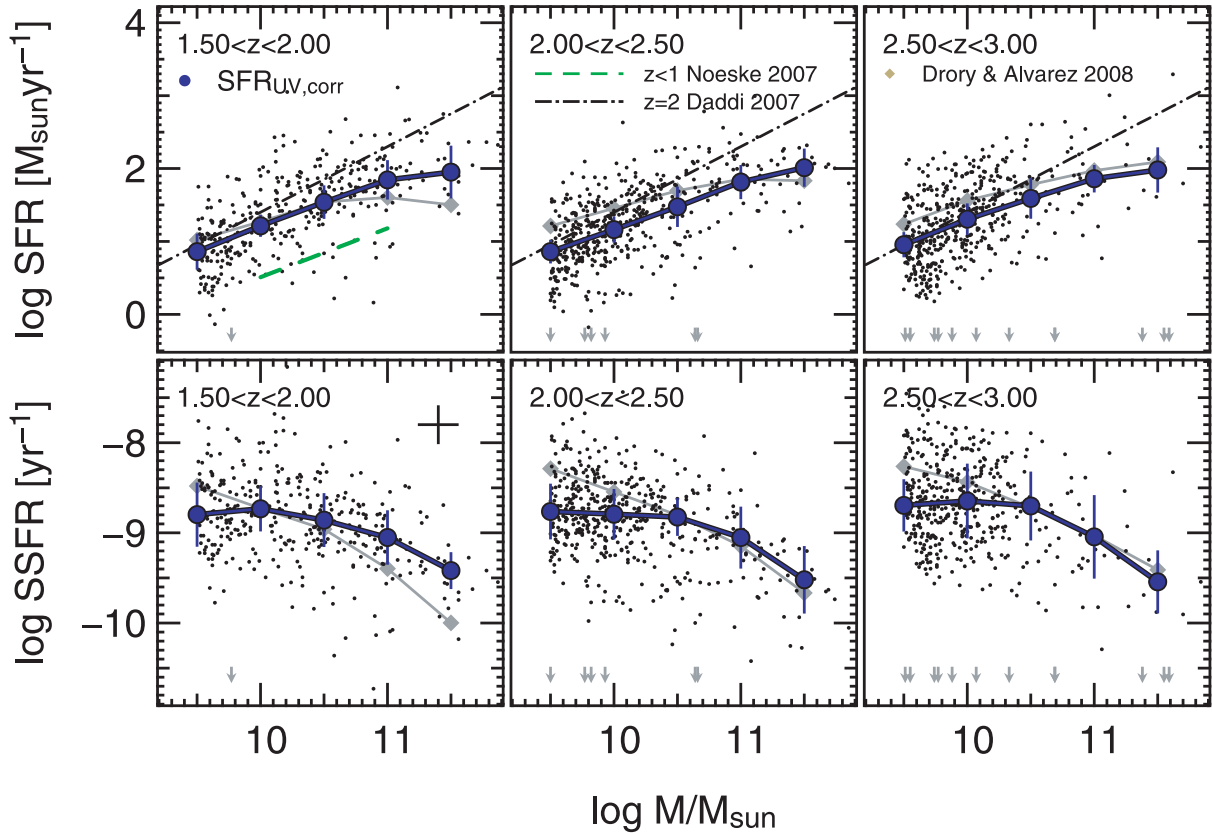 4
2
0
log SFR [M_sun yr^−1]
1.50<z<2.00
SFR_UV,corr
2.00<z<2.50
z<1 Noeske 2007
z=2 Daddi 2007
2.50<z<3.00
Drory & Alvarez 2008
−8
−9
−10
log SSFR [yr^−1]
1.50<z<2.00
2.00<z<2.50
2.50<z<3.00
10 11
10 11
10 11
log M/M_sun